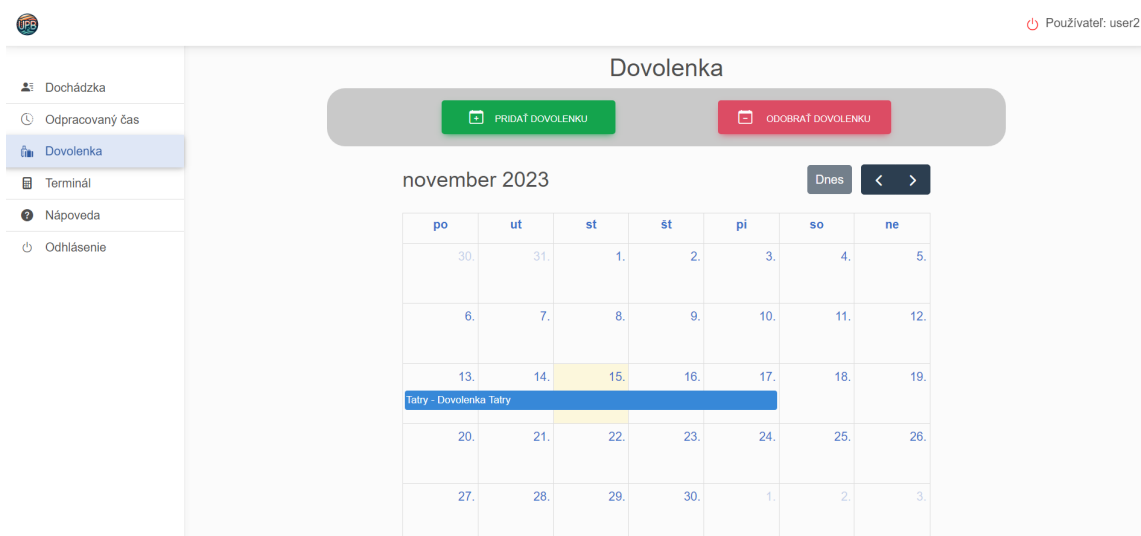 UPB
Používateľ: user2
Dochádzka
Odpracovaný čas
Dovolenka
Terminál
Nápoveda
Odhlásenie
Dovolenka
PRIDAŤ DOVOLENKU
ODOBRAŤ DOVOLENKU
november 2023
Dnes
po ut st št pi so ne
30. 31. 1. 2. 3. 4. 5.
6. 7. 8. 9. 10. 11. 12.
13. 14. 15. 16. 17. 18. 19.
Tatry - Dovolenka Tatry
20. 21. 22. 23. 24. 25. 26.
27. 28. 29. 30. 1. 2. 3.